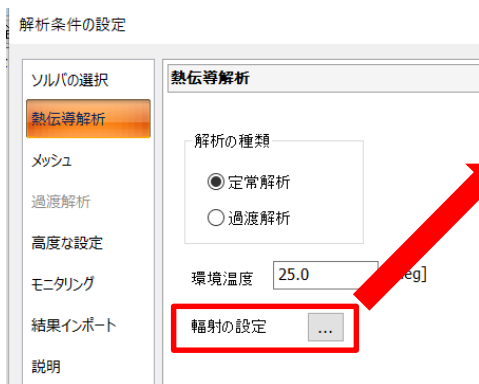 解析条件の設定
ソルバの選択
熱伝導解析
メッシュ
過渡解析
高度な設定
モニタリング
結果インポート
説明
熱伝導解析
解析の種類
定常解析
過渡解析
環境温度 25.0 eg]
輻射の設定 ...